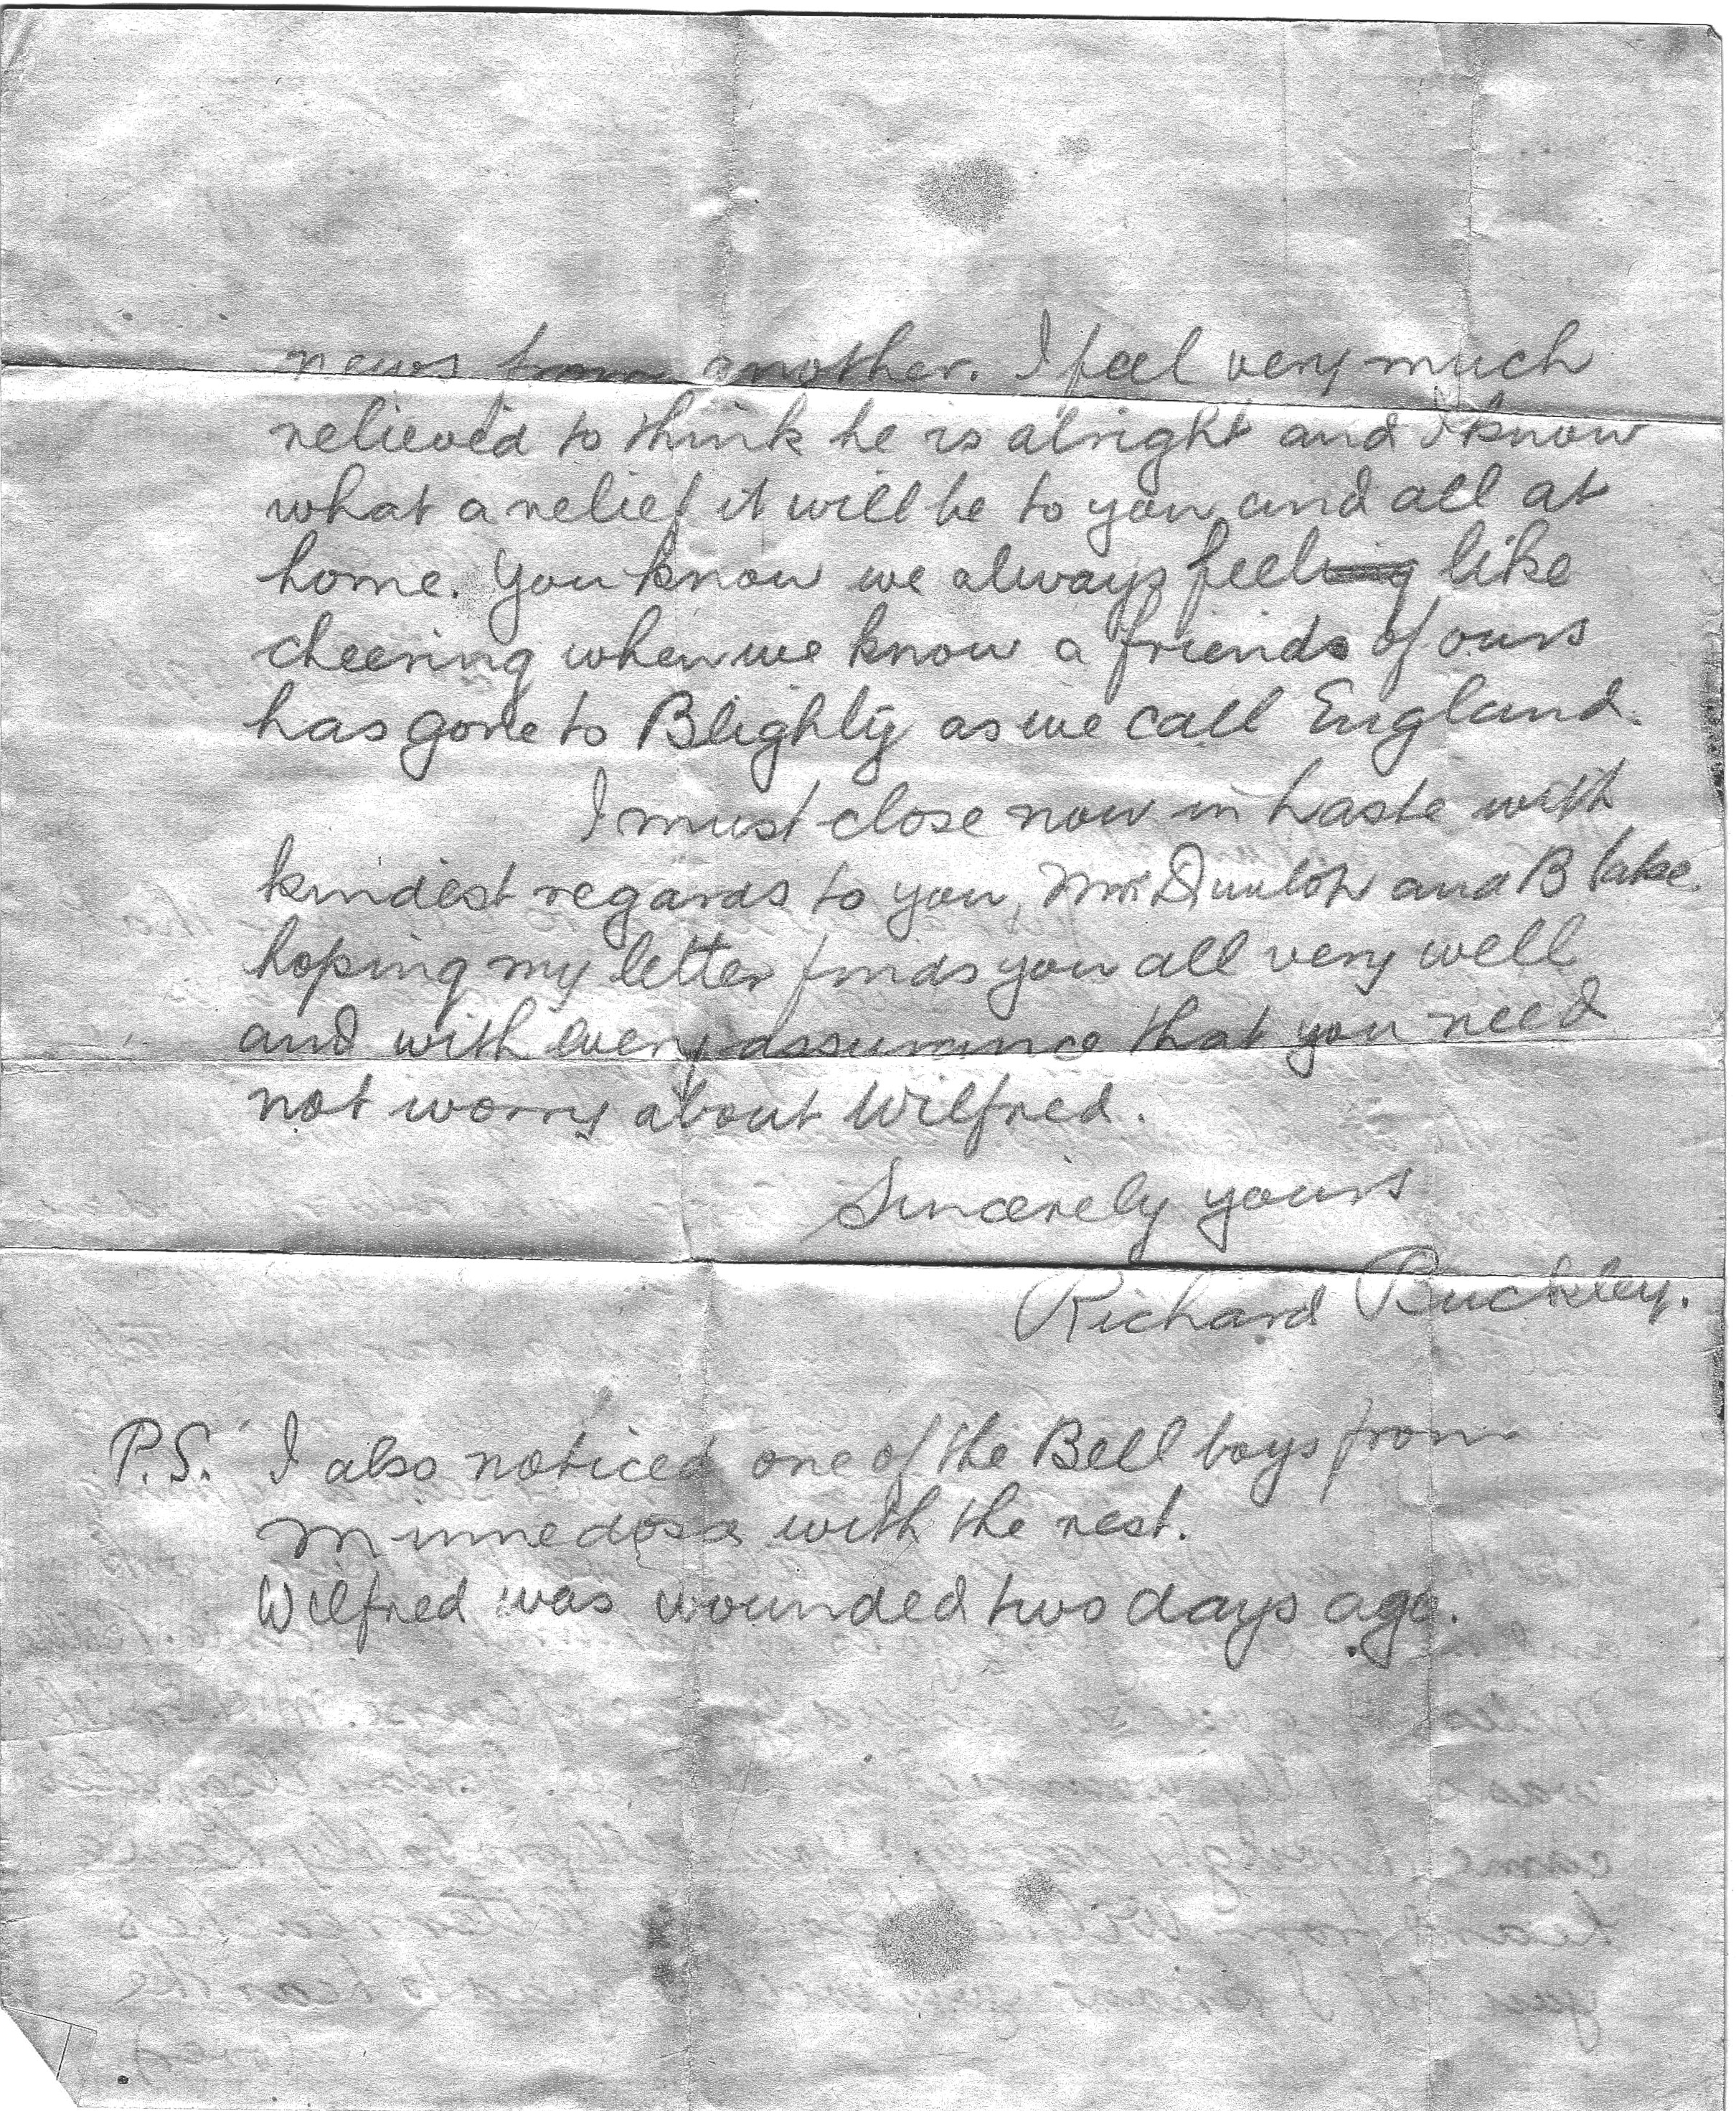 news from another. I feel very much
relieved to think he is alright and I know
what a relief it will be to you and all at
home. You know we always feel like
cheering when we know a friends of ours
has gone to Blighty as we call England.
I must close now in haste with
kindest regards to you, Mr. Dunlop and Blake.
hoping my letter finds you all very well
and with every assurance that you need
not worry about Wilfred.
Sincerely yours
Richard Buckley.
P.S. I also noticed one of the Bell boys from
Minnedosa with the rest.
Wilfred was wounded two days ago.